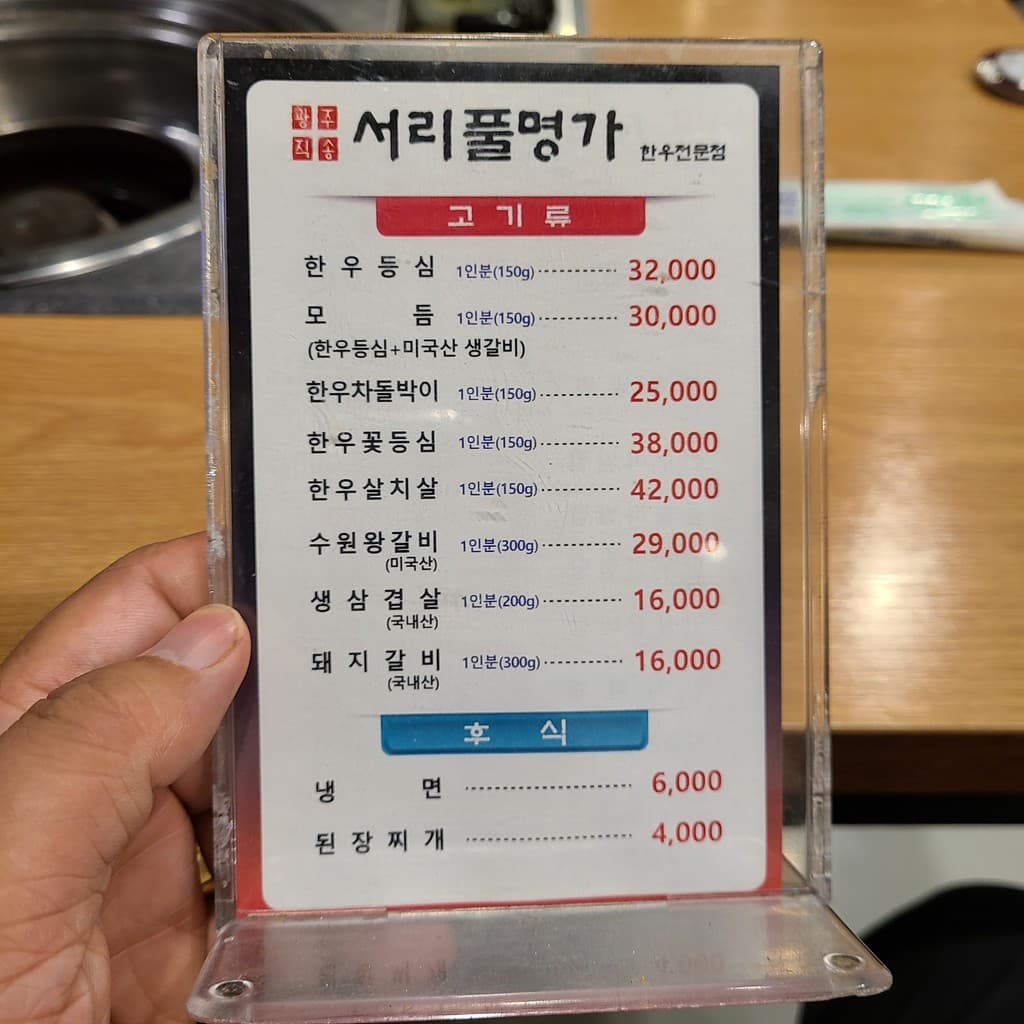 광주
직송
서리풀명가 한우전문점
고기류
한우등심 1인분(150g) 32,000
모듬 1인분(150g) 30,000
(한우등심+미국산 생갈비)
한우차돌박이 1인분(150g) 25,000
한우꽃등심 1인분(150g) 38,000
한우살치살 1인분(150g) 42,000
수원왕갈비 1인분(300g) 29,000
(미국산)
생삼겹살 1인분(200g) 16,000
(국내산)
돼지갈비 1인분(300g) 16,000
(국내산)
후식
냉면 6,000
된장찌개 4,000